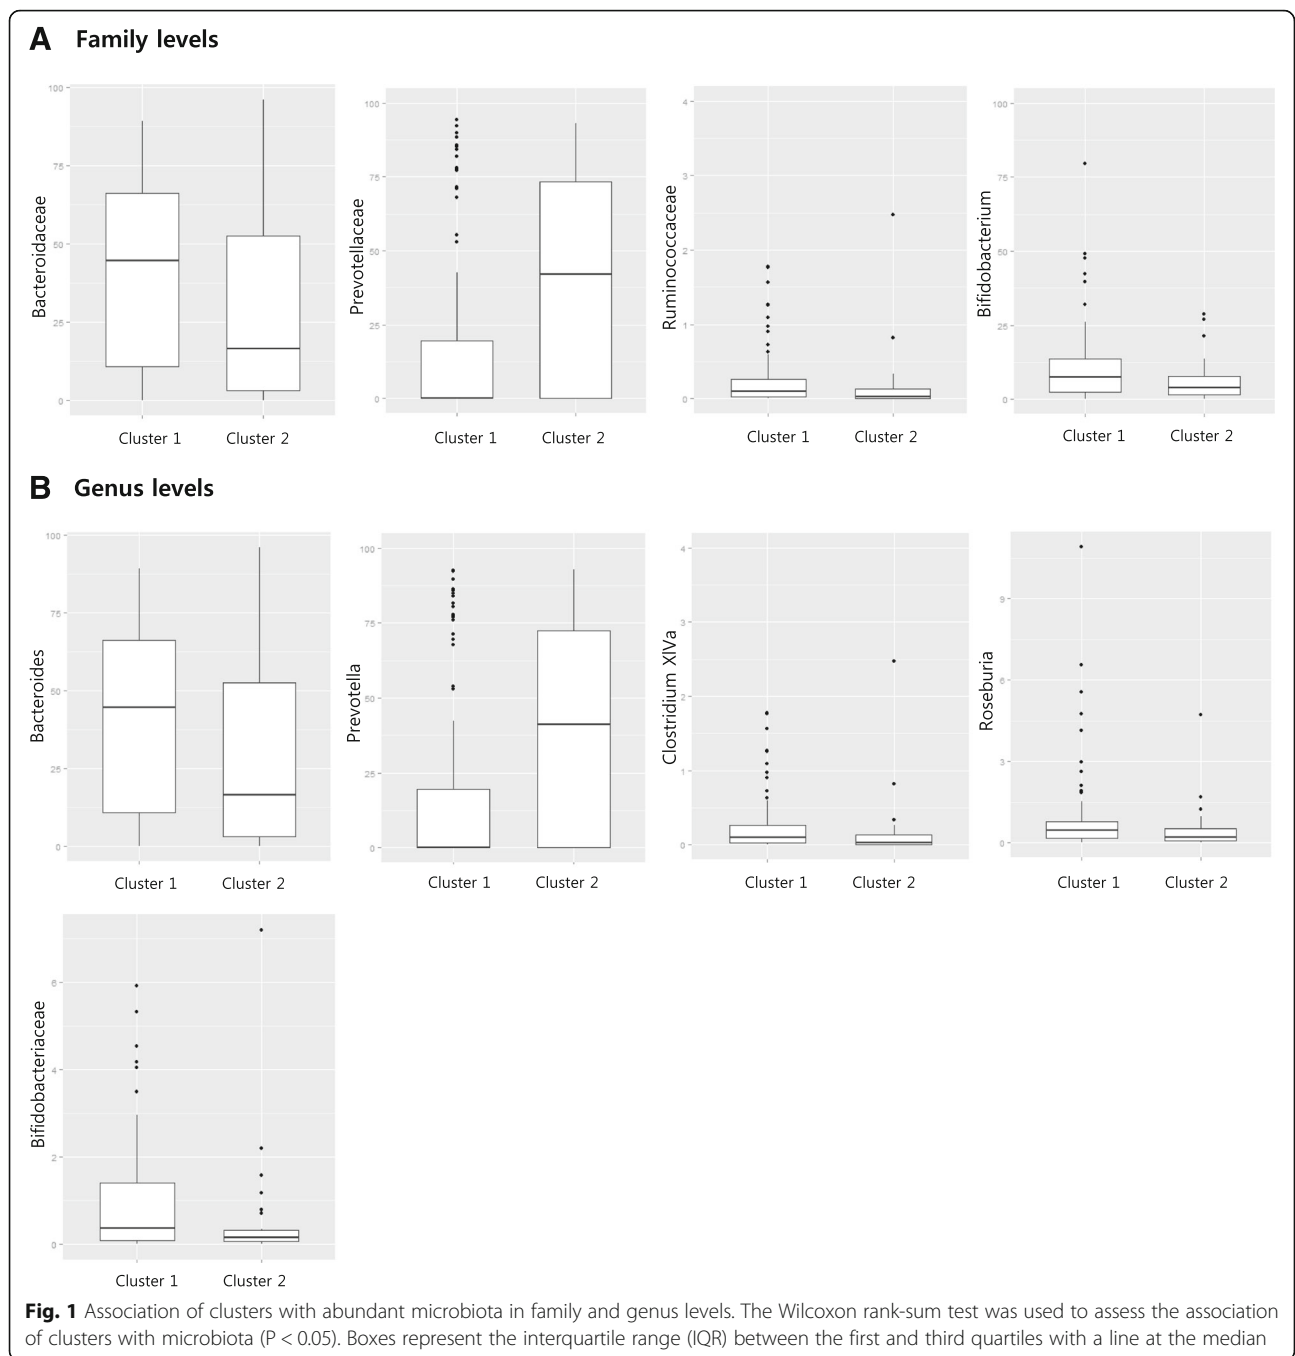 A Family levels
100
75
50
25
0
Bacteroidaceae
Cluster 1 Cluster 2
100
75
50
25
0
Prevotellaceae
Cluster 1 Cluster 2
4
3
2
1
0
Ruminococcaceae
Cluster 1 Cluster 2
100
75
50
25
0
Bifidobacterium
Cluster 1 Cluster 2
B Genus levels
100
75
50
25
0
Bacteroides
Cluster 1 Cluster 2
100
75
50
25
0
Prevotella
Cluster 1 Cluster 2
4
3
2
1
0
Clostridium XIVa
Cluster 1 Cluster 2
9
6
3
0
Roseburia
Cluster 1 Cluster 2
6
4
2
0
Bifidobacteriaceae
Cluster 1 Cluster 2
Fig. 1 Association of clusters with abundant microbiota in family and genus levels. The Wilcoxon rank-sum test was used to assess the association
of clusters with microbiota (P < 0.05). Boxes represent the interquartile range (IQR) between the first and third quartiles with a line at the median